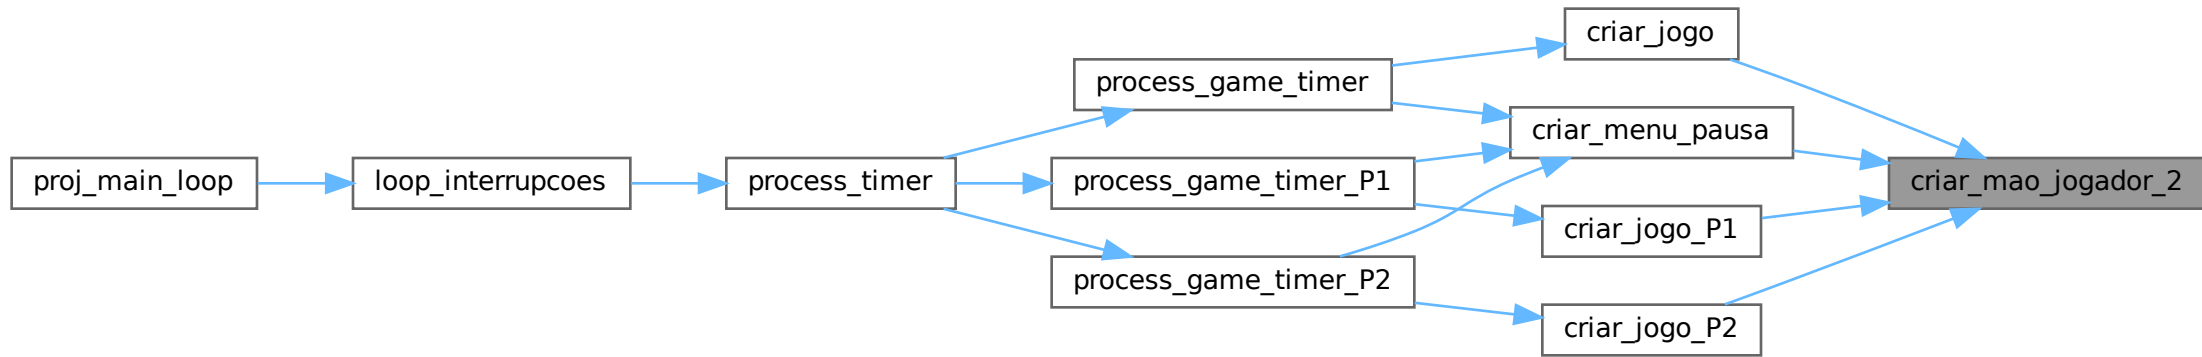 criar_jogo
process_game_timer
criar_menu_pausa
proj_main_loop
loop_interrupcoes
process_timer
process_game_timer_P1
criar_mao_jogador_2
criar_jogo_P1
process_game_timer_P2
criar_jogo_P2